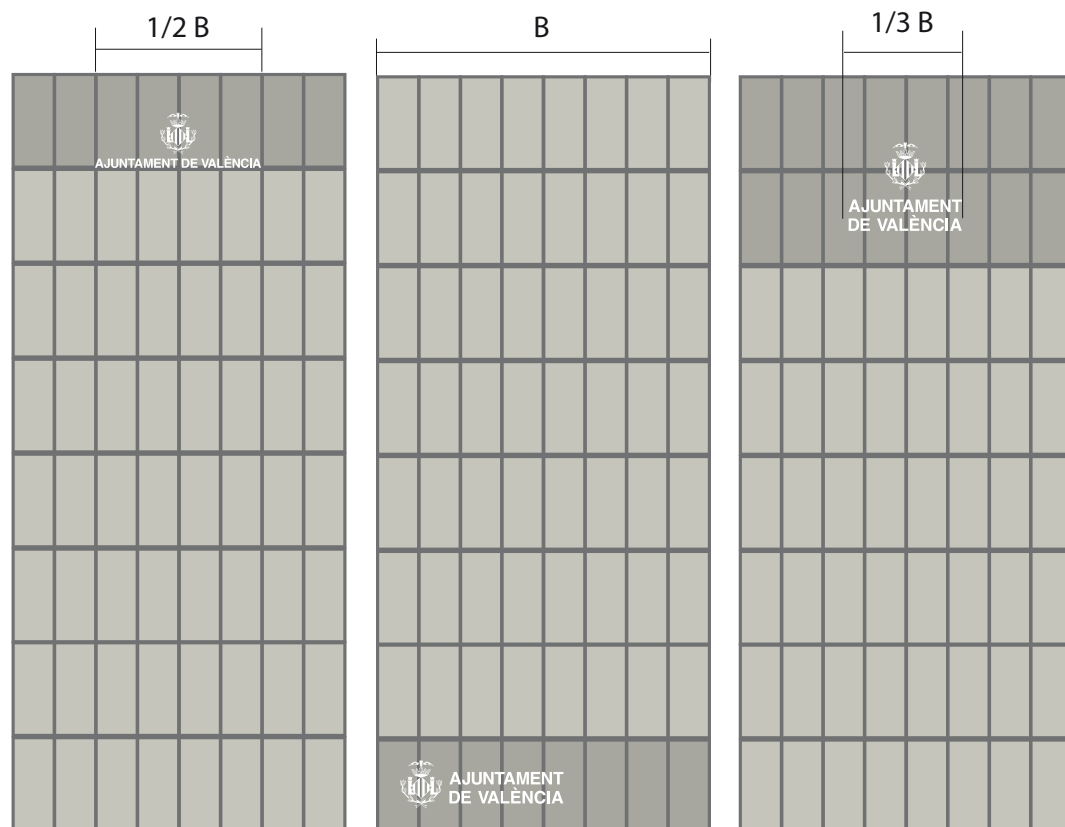 1/2 B
B
1/3 B
AJUNTAMENT DE VALÈNCIA
AJUNTAMENT
DE VALÈNCIA
AJUNTAMENT
DE VALÈNCIA